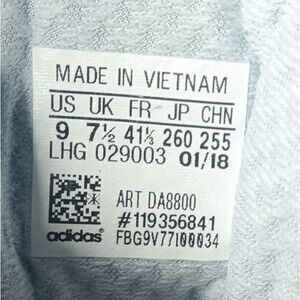 MADE IN VIETNAM
US UK FR JP CHN
9 7½ 41⅓ 260 255
LHG 029003 01/18
ART DA8800
#119356841
adidas® FBG9V77I00034